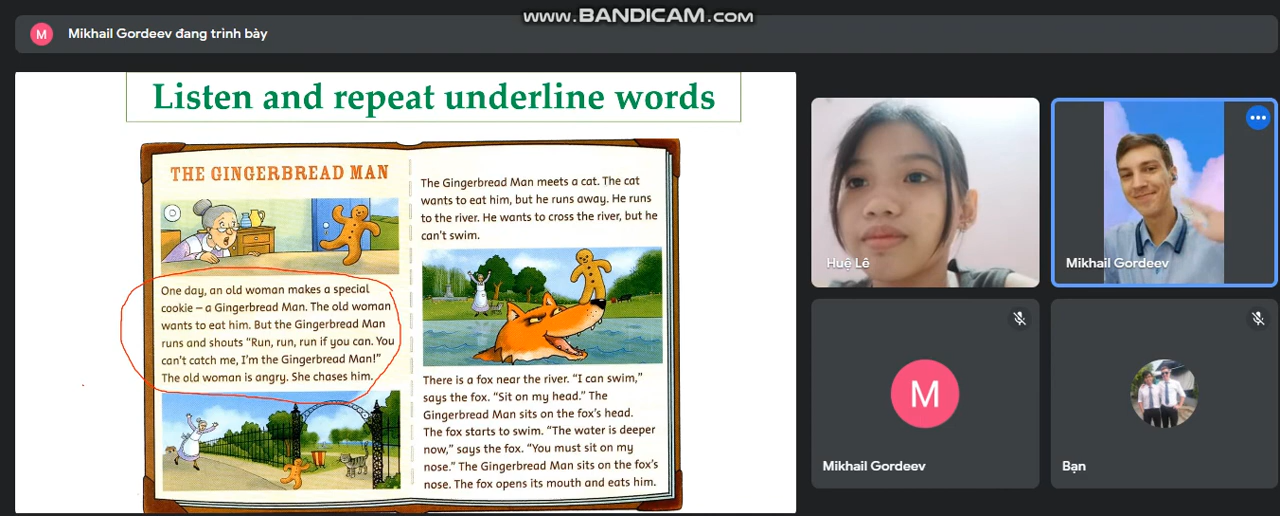 www.BANDICAM.com
M
Mikhail Gordeev đang trình bày
Listen and repeat underline words
THE GINGERBREAD MAN
One day, an old woman makes a special
cookie – a Gingerbread Man. The old woman
wants to eat him. But the Gingerbread Man
runs and shouts “Run, run, run if you can. You
can’t catch me, I’m the Gingerbread Man!”
The old woman is angry. She chases him.
The Gingerbread Man meets a cat. The cat
wants to eat him, but he runs away. He runs
to the river. He wants to cross the river, but he
can’t swim.
There is a fox near the river. “I can swim,”
says the fox. “Sit on my head.” The
Gingerbread Man sits on the fox’s head.
The fox starts to swim. “The water is deeper
now,” says the fox. “You must sit on my
nose.” The Gingerbread Man sits on the fox’s
nose. The fox opens its mouth and eats him.
Huệ Lê
Mikhail Gordeev
M
Mikhail Gordeev
Bạn